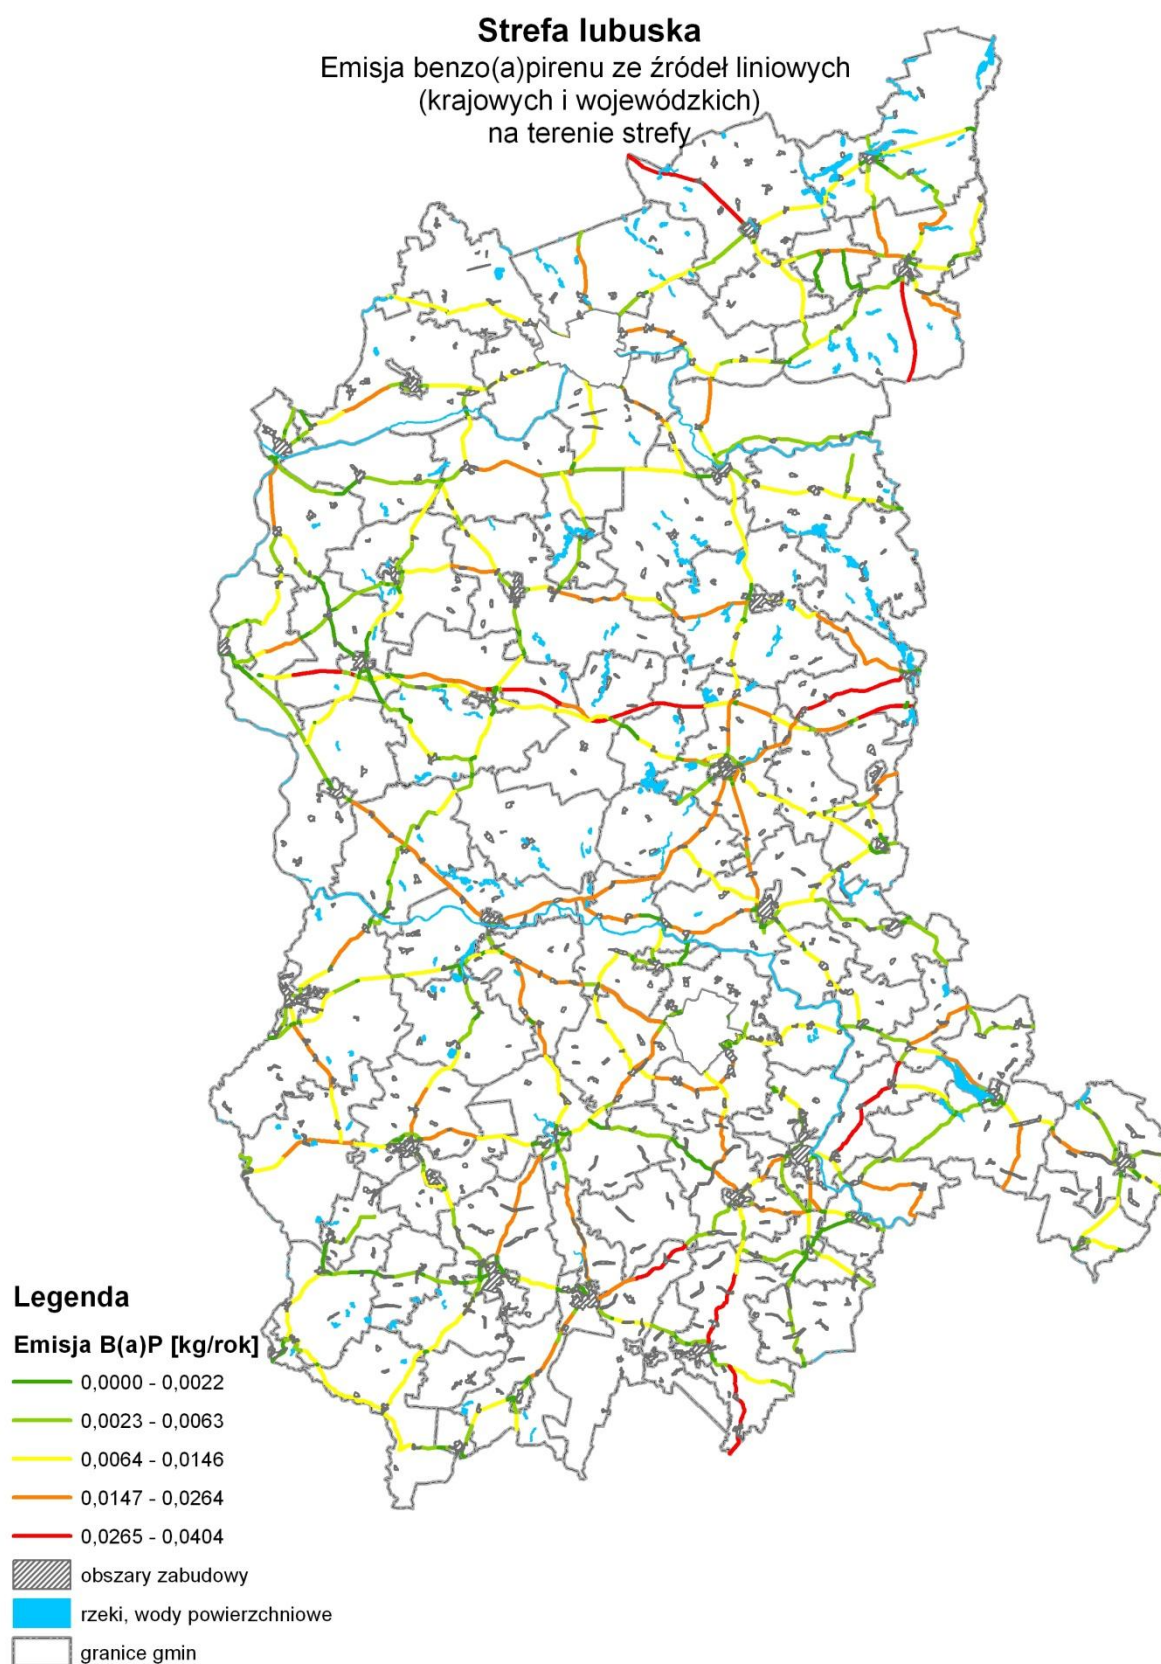 Strefa lubuska
Emisja benzo(a)pirenu ze źródeł liniowych
(krajowych i wojewódzkich)
na terenie strefy
Legenda
Emisja B(a)P [kg/rok]
0,0000 - 0,0022
0,0023 - 0,0063
0,0064 - 0,0146
0,0147 - 0,0264
0,0265 - 0,0404
obszary zabudowy
rzeki, wody powierzchniowe
granice gmin